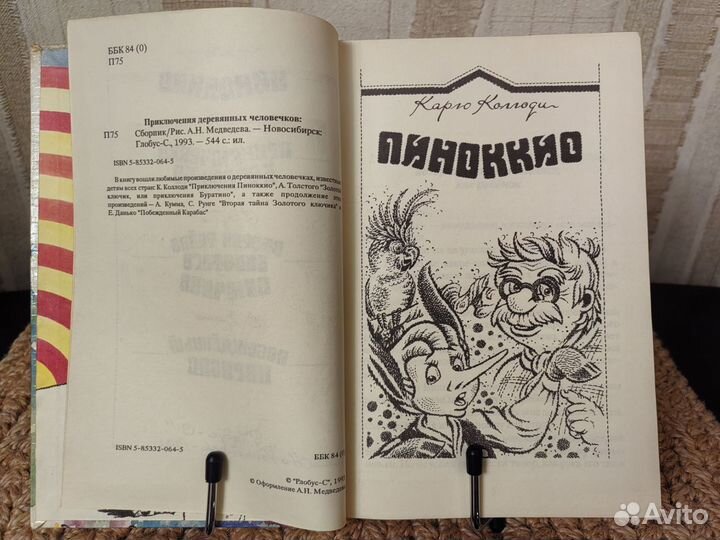 ББК 84 (0)
П75
Приключения деревянных человечков:
П75 Сборник/Рис. А.Н. Медведева. — Новосибирск:
Глобус-С., 1993. — 544 с.: ил.
ISBN 5-85332-064-5
В книгу вошли любимые произведения о деревянных человечках, известные
детям всех стран: К. Коллоди "Приключения Пиноккио", А. Толстого "Золотой
ключик, или приключения Буратино", а также продолжение этих
произведений — А. Кумма, С. Рунге "Вторая тайна Золотого ключика" и
Е. Данько "Побежденный Карабас"
ISBN 5-85332-064-5
ББК 84 (0)
© "Глобус-С", 1993
© Оформление А.Н. Медведева.
Карло Коллоди
ПИНОККИО
Avito